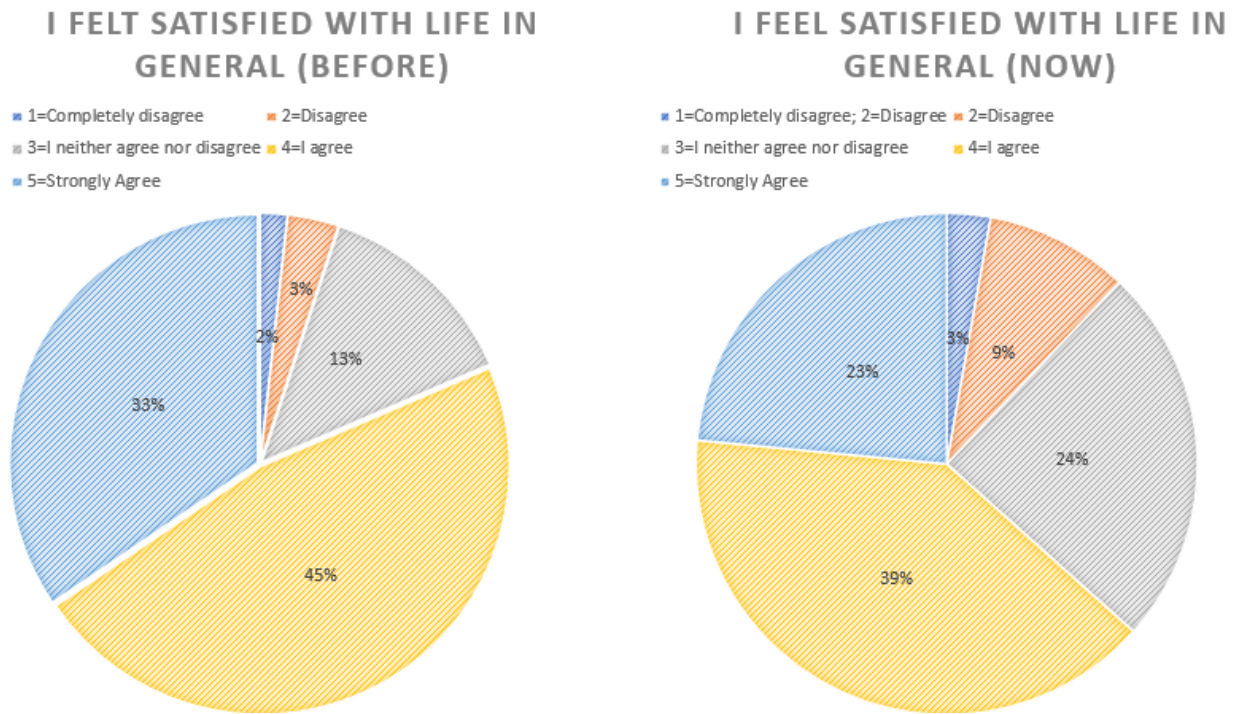 I FELT SATISFIED WITH LIFE IN
GENERAL (BEFORE)
1=Completely disagree
2=Disagree
3=I neither agree nor disagree
4=I agree
5=Strongly Agree
2%
3%
13%
33%
45%
I FEEL SATISFIED WITH LIFE IN
GENERAL (NOW)
1=Completely disagree; 2=Disagree
2=Disagree
3=I neither agree nor disagree
4=I agree
5=Strongly Agree
3%
9%
23%
24%
39%